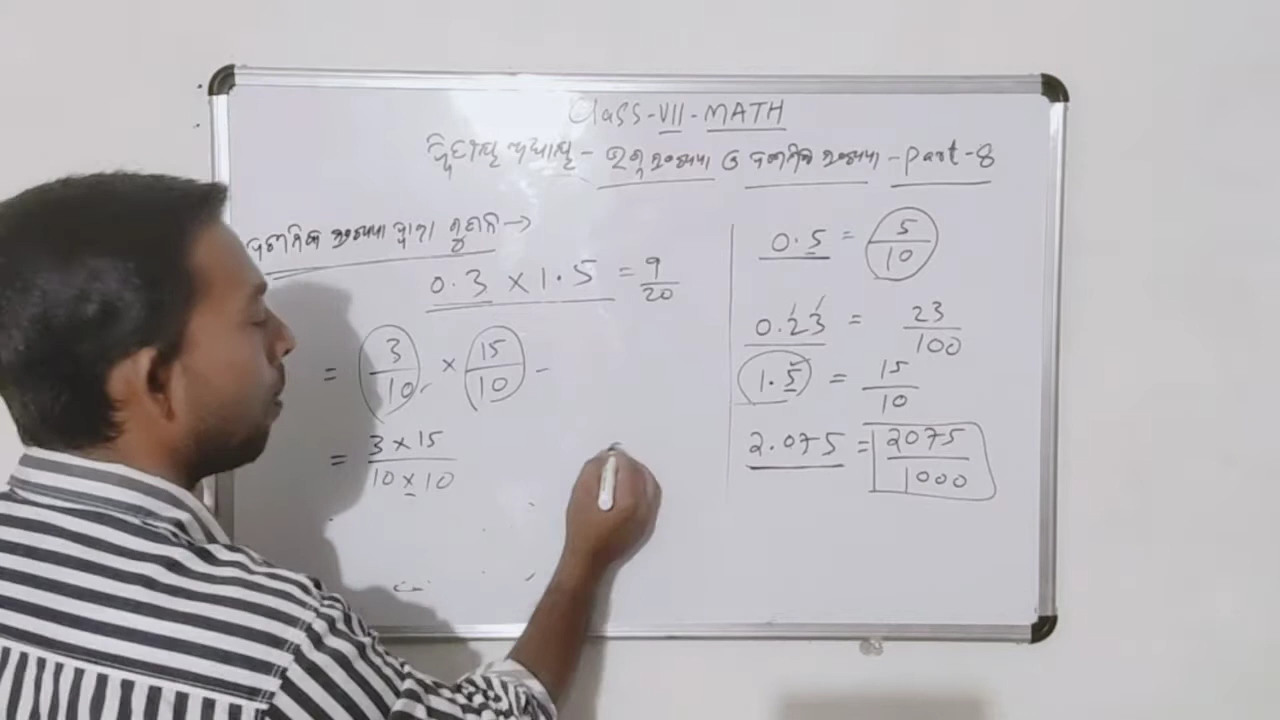 Class-VII-MATH
ଦ୍ୱିତୀୟ ଅଧ୍ୟାୟ - ଭଗ୍ନସଂଖ୍ୟା ଓ ଦଶମିକ ସଂଖ୍ୟା - Part-8
ଦଶମିକ ସଂଖ୍ୟା ଦ୍ୱାରା ଗୁଣନ →
0.3 × 1.5 = 9/20
= 3/10 × 15/10 -
= 3 × 15 / 10 × 10
0.5 = 5/10
0.23 = 23/100
1.5 = 15/10
2.075 = 2075/1000